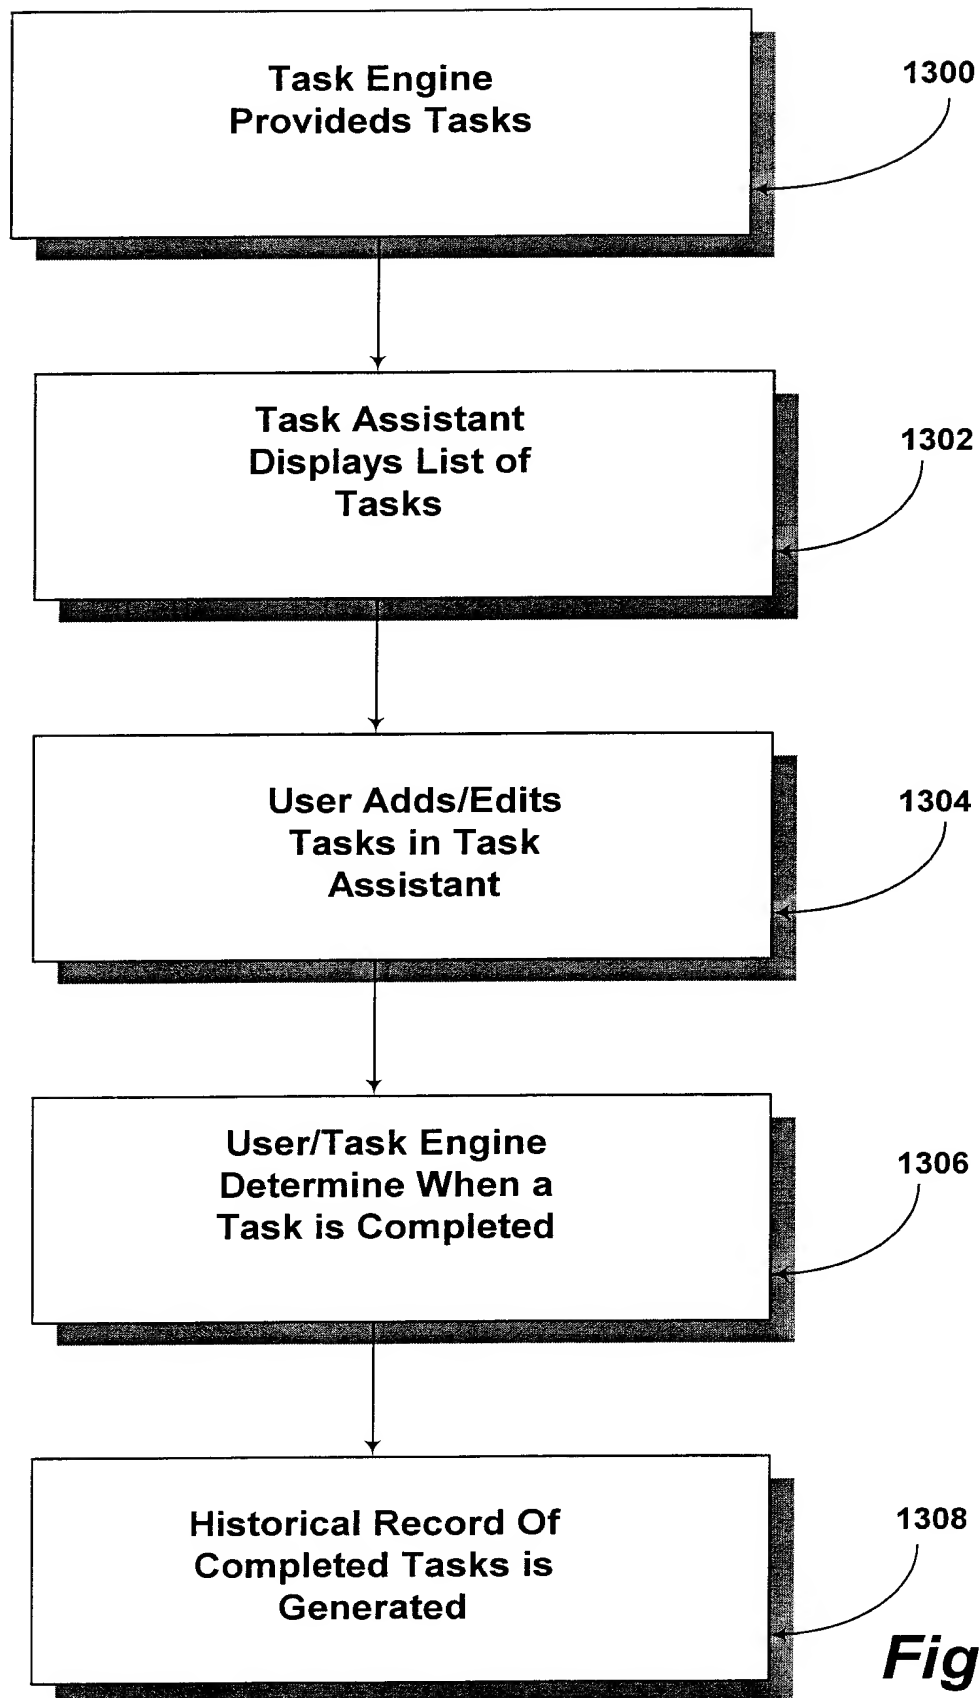 Task Engine
Provideds Tasks
1300
Task Assistant
Displays List of
Tasks
1302
User Adds/Edits
Tasks in Task
Assistant
1304
User/Task Engine
Determine When a
Task is Completed
1306
Historical Record Of
Completed Tasks is
Generated
1308
Fig